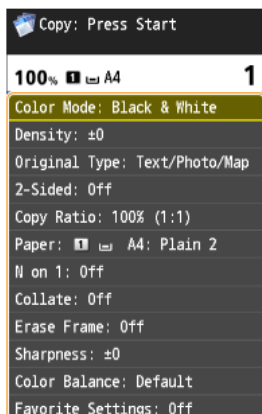 Copy: Press Start
100% 1 A4 1
Color Mode: Black & White
Density: ±0
Original Type: Text/Photo/Map
2-Sided: Off
Copy Ratio: 100% (1:1)
Paper: 1 A4: Plain 2
N on 1: Off
Collate: Off
Erase Frame: Off
Sharpness: ±0
Color Balance: Default
Favorite Settings: Off